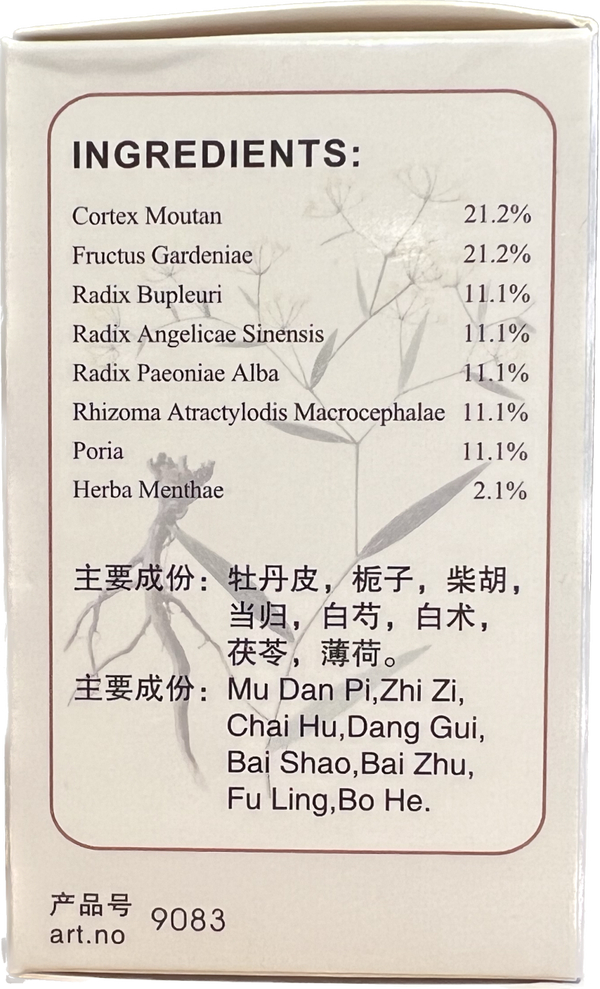 INGREDIENTS:
Cortex Moutan 21.2%
Fructus Gardeniae 21.2%
Radix Bupleuri 11.1%
Radix Angelicae Sinensis 11.1%
Radix Paeoniae Alba 11.1%
Rhizoma Atractylodis Macrocephalae 11.1%
Poria 11.1%
Herba Menthae 2.1%
主要成份：牡丹皮，栀子，柴胡，
当归，白芍，白术，
茯苓，薄荷。
主要成份：Mu Dan Pi,Zhi Zi,
Chai Hu,Dang Gui,
Bai Shao,Bai Zhu,
Fu Ling,Bo He.
产品号 9083
art.no